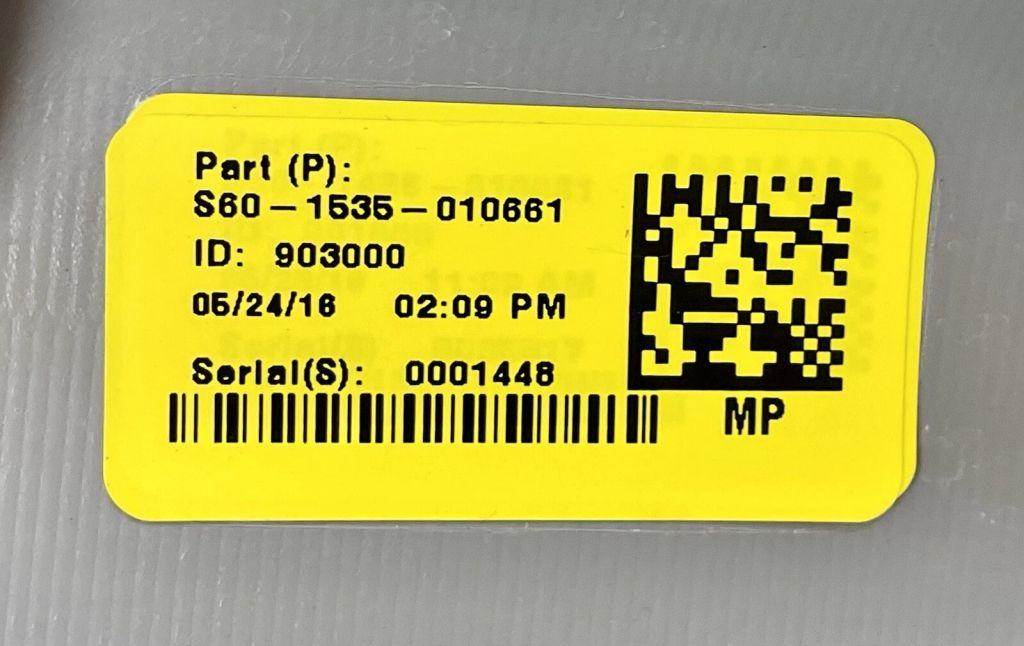 Part (P):
S60-1535-010661
ID: 903000
05/24/16 02:09 PM
Serial(S): 0001448
MP